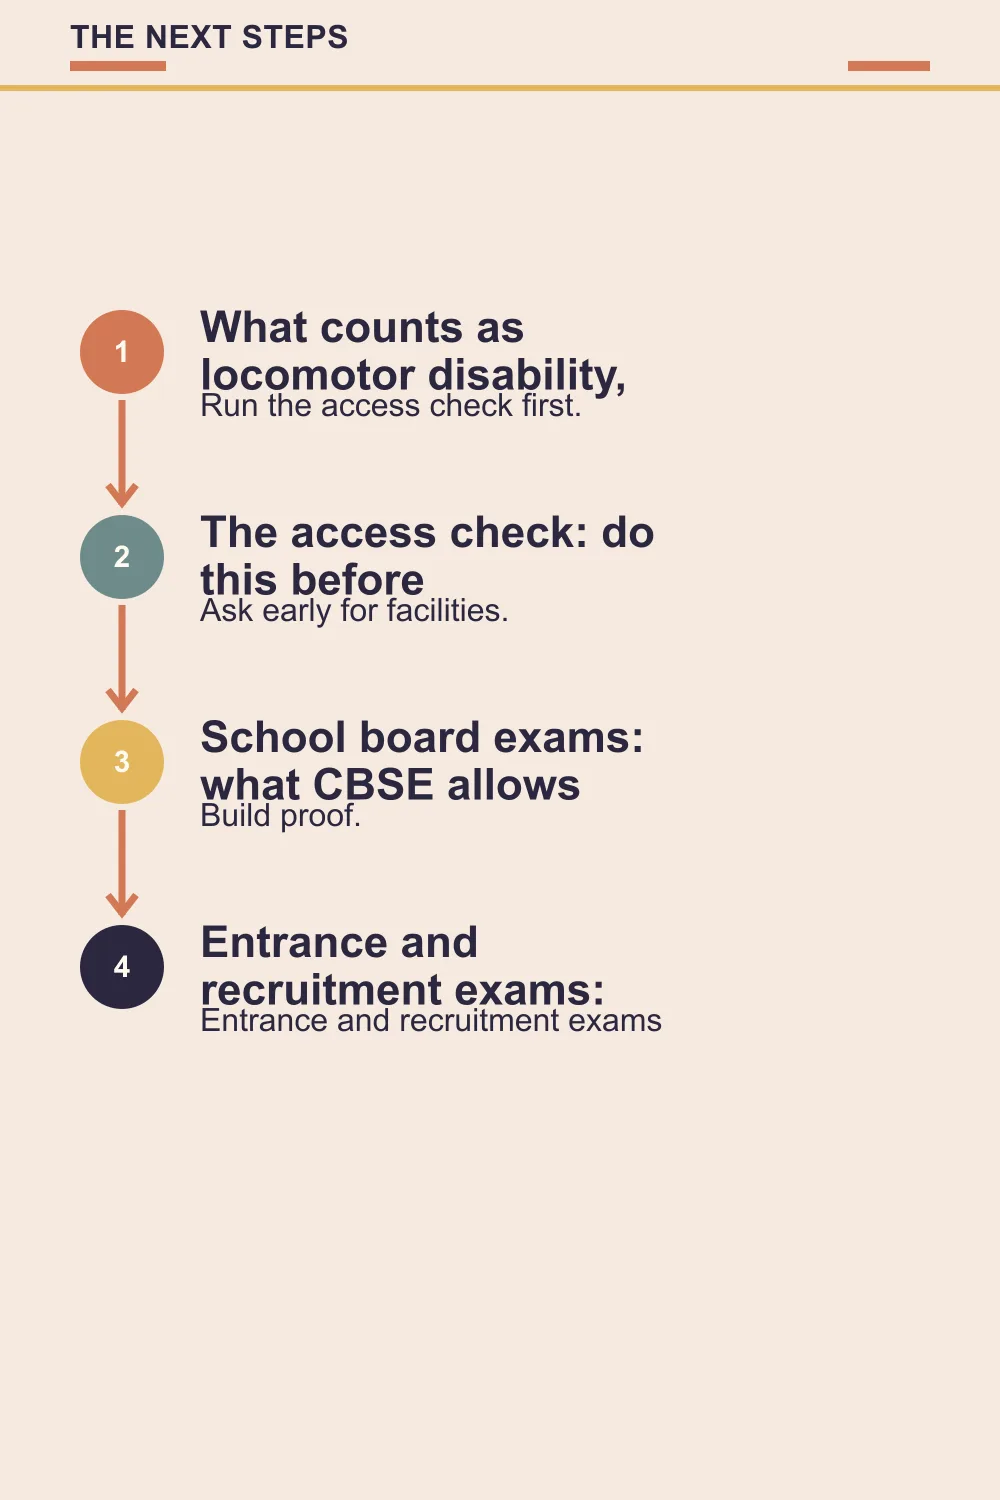 THE NEXT STEPS
1
What counts as
locomotor disability,
Run the access check first.
2
The access check: do
this before
Ask early for facilities.
3
School board exams:
what CBSE allows
Build proof.
4
Entrance and
recruitment exams:
Entrance and recruitment exams